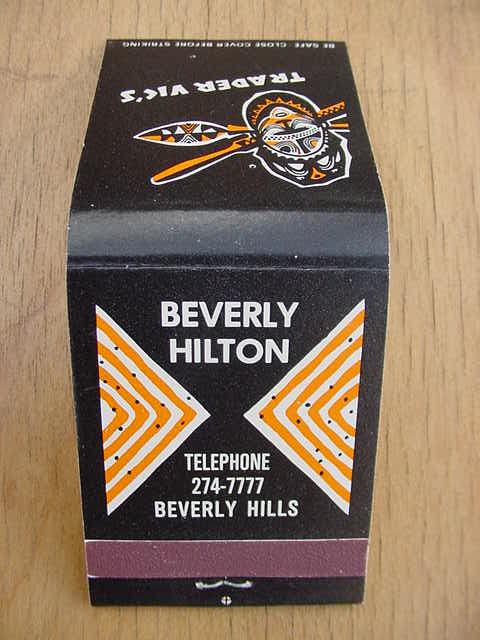 BE SAFE - CLOSE COVER BEFORE STRIKING
TRADER VIC'S
BEVERLY
HILTON
TELEPHONE
274-7777
BEVERLY HILLS